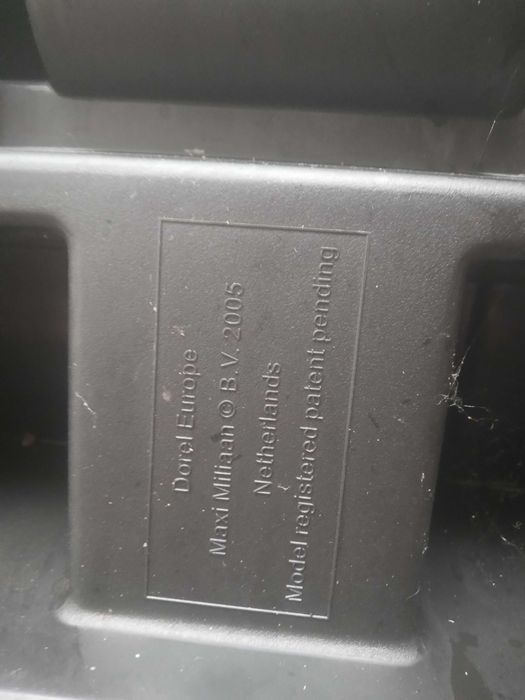 Dorel Europe
Maxi Miliaan © B.V. 2005
Netherlands
Model registered patent pending